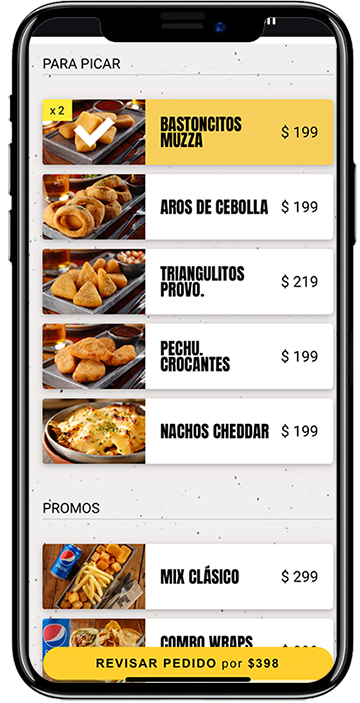 PARA PICAR
x 2
BASTONCITOS
MUZZA
$ 199
AROS DE CEBOLLA
$ 199
TRIANGULITOS
PROVO.
$ 219
PECHU.
CROCANTES
$ 199
NACHOS CHEDDAR
$ 199
PROMOS
MIX CLÁSICO
$ 299
COMBO WRAPS
REVISAR PEDIDO por $398